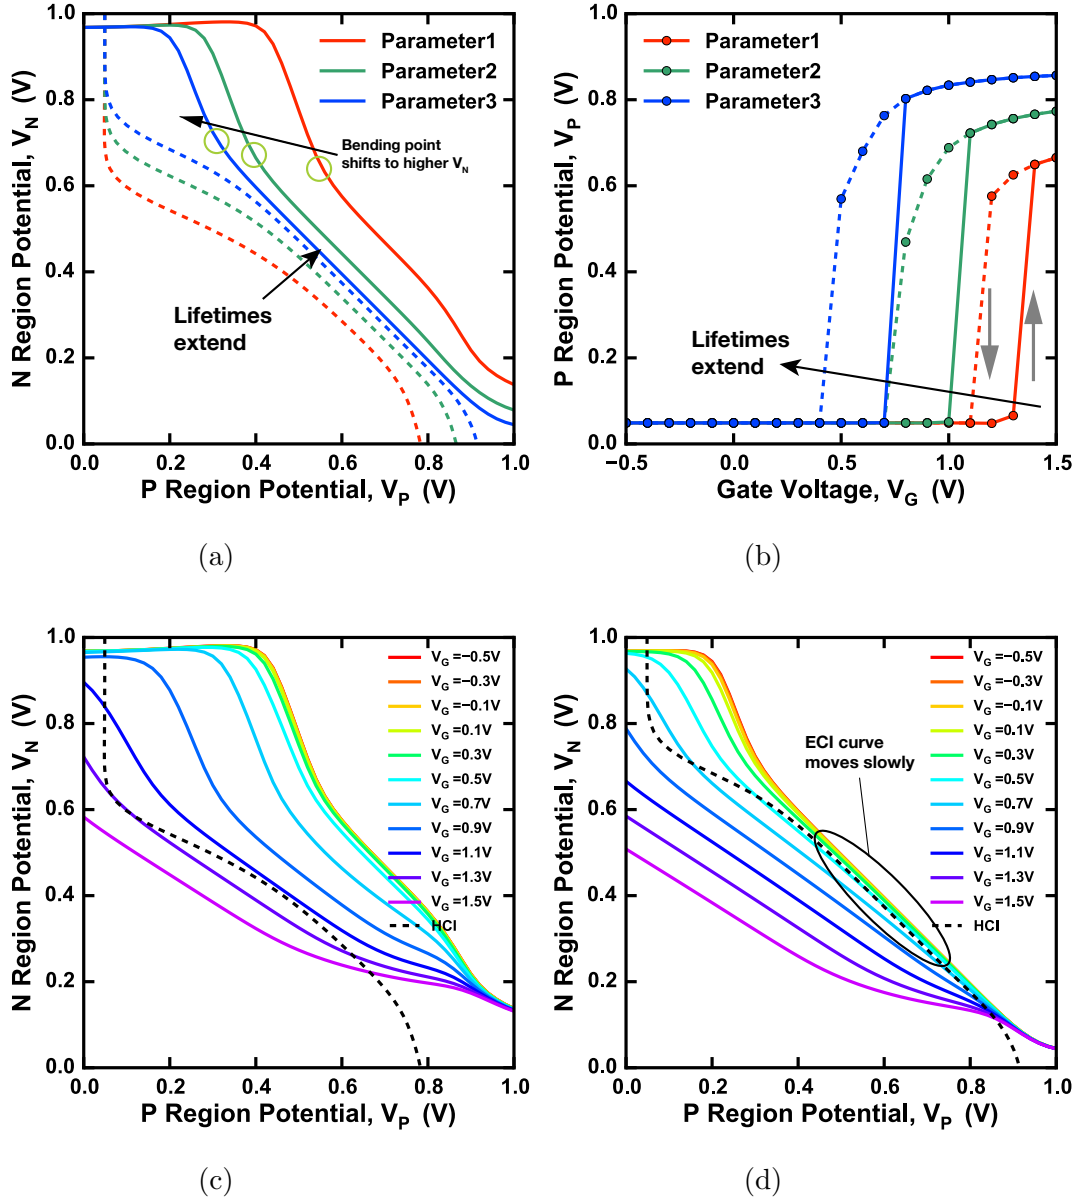 N Region Potential, V_N (V)
1.0
0.8
0.6
0.4
0.2
0.0
Parameter1
Parameter2
Parameter3
Bending point
shifts to higher V_N
Lifetimes
extend
0.0 0.2 0.4 0.6 0.8 1.0
P Region Potential, V_P (V)
(a)
P Region Potential, V_P (V)
1.0
0.8
0.6
0.4
0.2
0.0
Parameter1
Parameter2
Parameter3
Lifetimes
extend
−0.5 0.0 0.5 1.0 1.5
Gate Voltage, V_G (V)
(b)
N Region Potential, V_N (V)
1.0
0.8
0.6
0.4
0.2
0.0
V_G=−0.5V
V_G=−0.3V
V_G=−0.1V
V_G=0.1V
V_G=0.3V
V_G=0.5V
V_G=0.7V
V_G=0.9V
V_G=1.1V
V_G=1.3V
V_G=1.5V
HCI
0.0 0.2 0.4 0.6 0.8 1.0
P Region Potential, V_P (V)
(c)
N Region Potential, V_N (V)
1.0
0.8
0.6
0.4
0.2
0.0
ECI curve
moves slowly
V_G=−0.5V
V_G=−0.3V
V_G=−0.1V
V_G=0.1V
V_G=0.3V
V_G=0.5V
V_G=0.7V
V_G=0.9V
V_G=1.1V
V_G=1.3V
V_G=1.5V
HCI
0.0 0.2 0.4 0.6 0.8 1.0
P Region Potential, V_P (V)
(d)